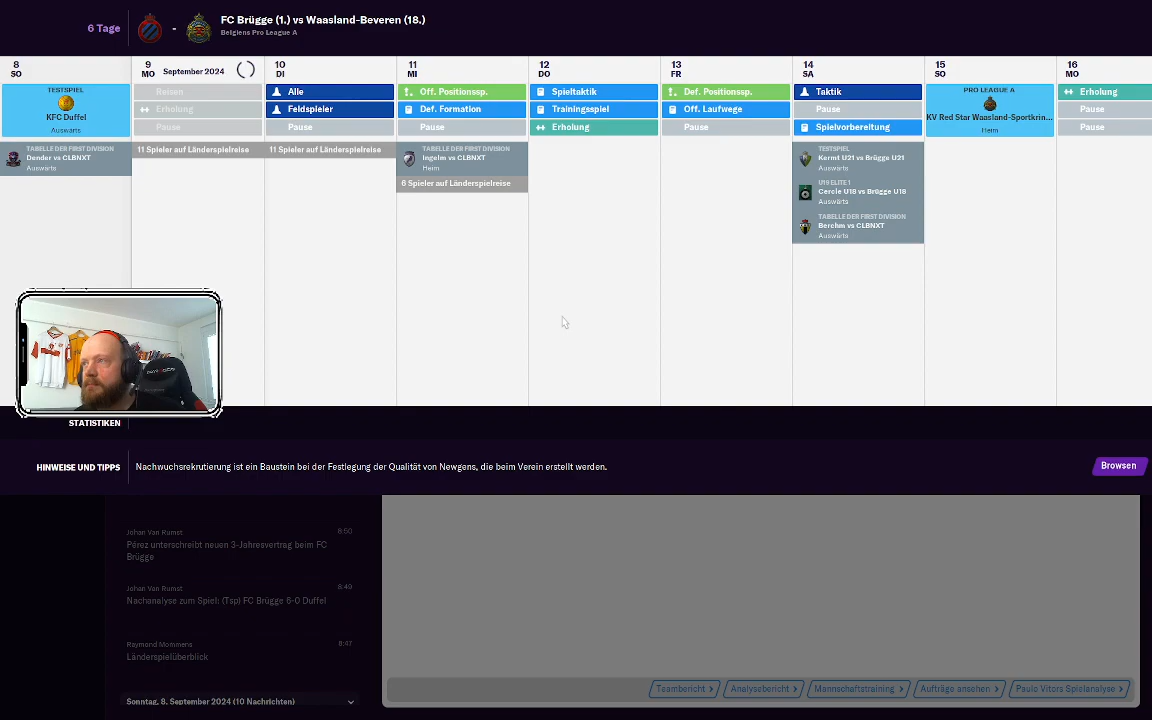 6 Tage
FC Brügge (1.) vs Waasland-Beveren (18.)
Belgiens Pro League A
8
SO
9
MO September 2024
10
DI
11
MI
12
DO
13
FR
14
SA
15
SO
16
MO
TESTSPIEL
KFC Duffel
Auswärts
TABELLE DER FIRST DIVISION
Dender vs CLBNXT
Auswärts
Reisen
Erholung
Pause
11 Spieler auf Länderspielreise
Alle
Feldspieler
Pause
11 Spieler auf Länderspielreise
Off. Positionssp.
Def. Formation
Pause
TABELLE DER FIRST DIVISION
Ingelm vs CLBNXT
Heim
6 Spieler auf Länderspielreise
Spieltaktik
Trainingsspiel
Erholung
Def. Positionssp.
Off. Laufwege
Pause
Taktik
Pause
Spielvorbereitung
TESTSPIEL
Kermt U21 vs Brügge U21
Auswärts
U18 ELITE 1
Cercle U18 vs Brügge U18
Auswärts
TABELLE DER FIRST DIVISION
Berchm vs CLBNXT
Auswärts
PRO LEAGUE A
KV Red Star Waasland-Sportkrin...
Heim
Erholung
Pause
Pause
STATISTIKEN
HINWEISE UND TIPPS
Nachwuchsrekrutierung ist ein Baustein bei der Festlegung der Qualität von Newgens, die beim Verein erstellt werden.
Browsen
Johan Van Rumst 8:50
Pérez unterschreibt neuen 3-Jahresvertrag beim FC
Brügge
Johan Van Rumst 8:49
Nachanalyse zum Spiel: (Tsp) FC Brügge 6-0 Duffel
Raymond Mommens 8:47
Länderspielüberblick
Sonntag, 8. September 2024 (10 Nachrichten)
Teambericht
Analysebericht
Mannschaftstraining
Aufträge ansehen
Paulo Vitors Spielanalyse